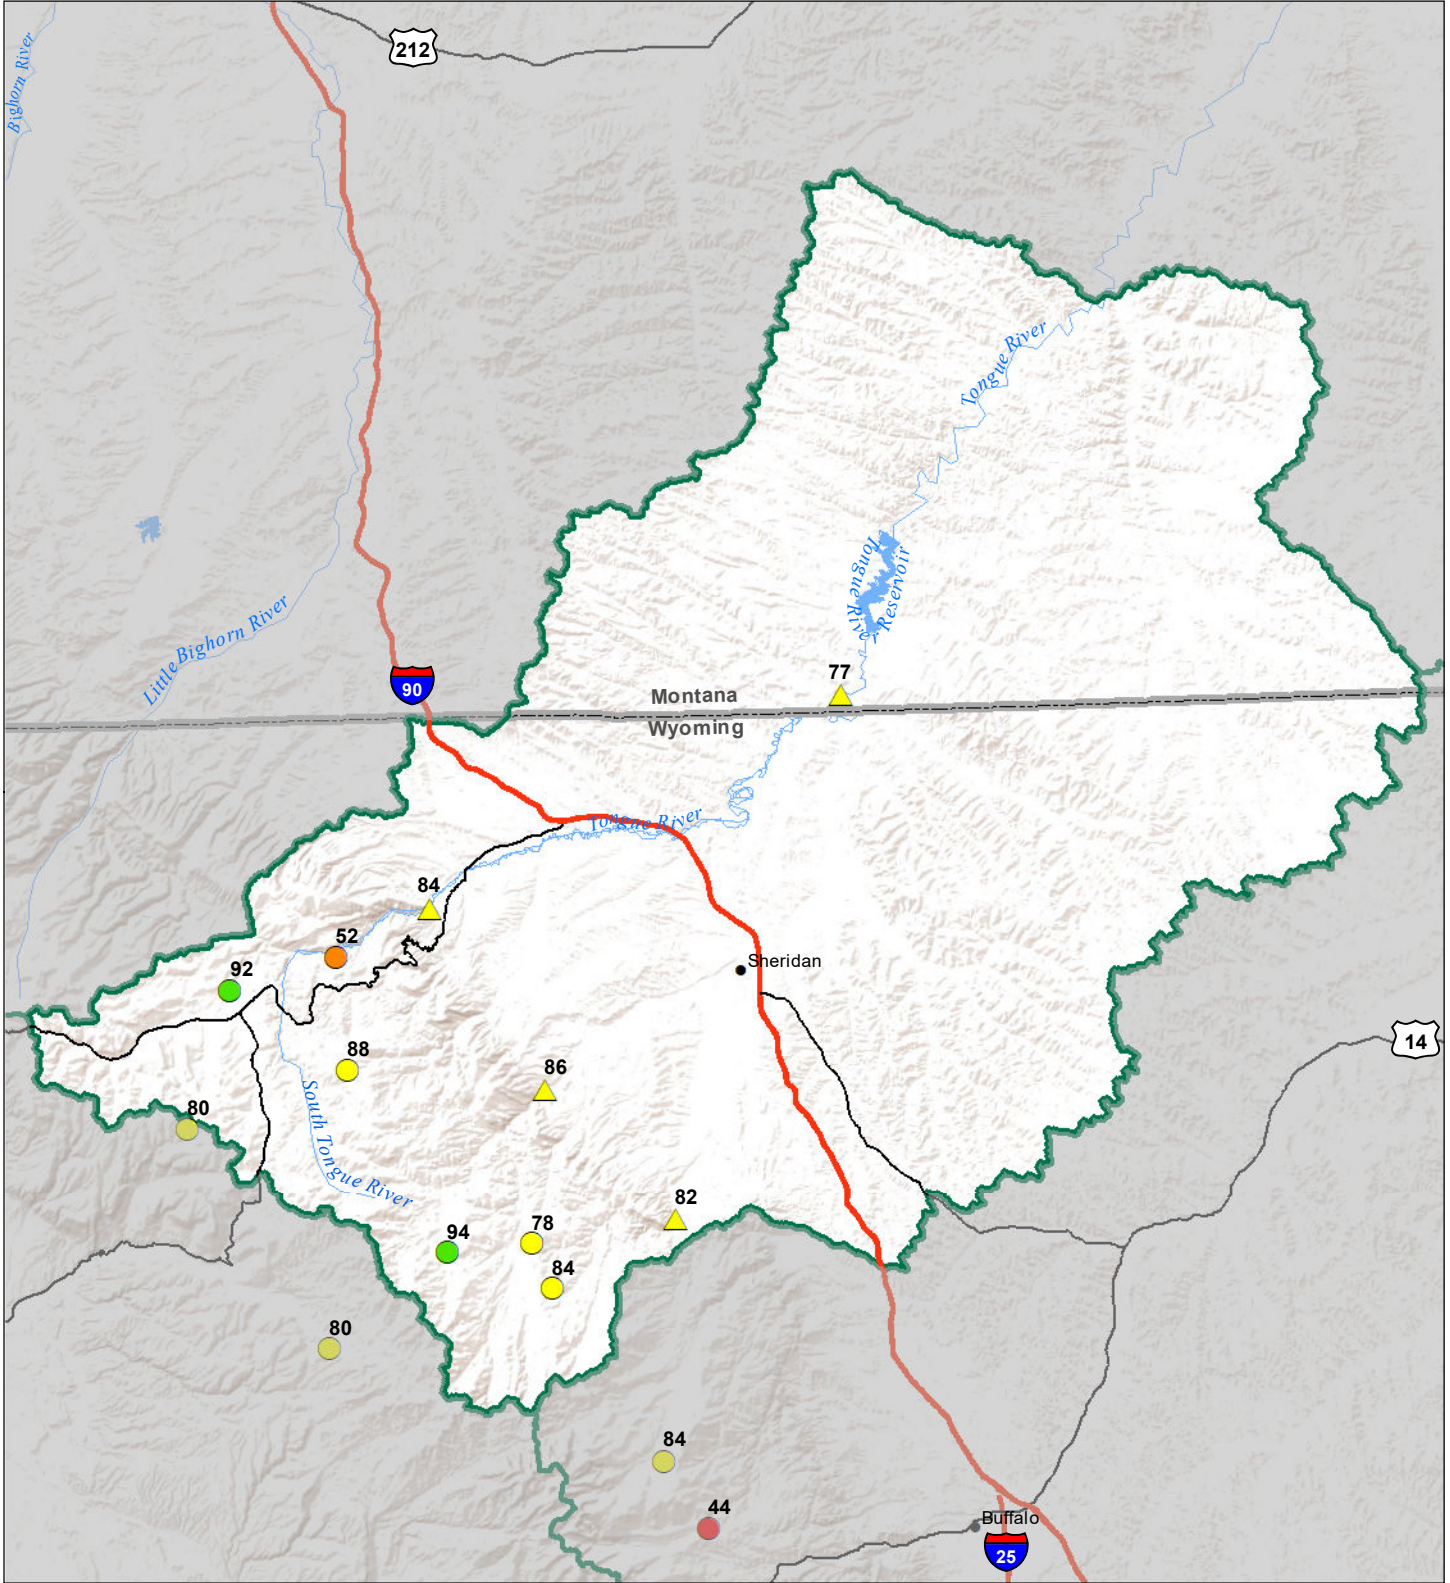 212
Bighorn River
Tongue River
Tongue River
Reservoir
Little Bighorn River
90
77
Montana
Wyoming
Tongue River
84
52
92
Sheridan
14
88
86
80
South Tongue River
82
78
94
84
80
84
44
Buffalo
25